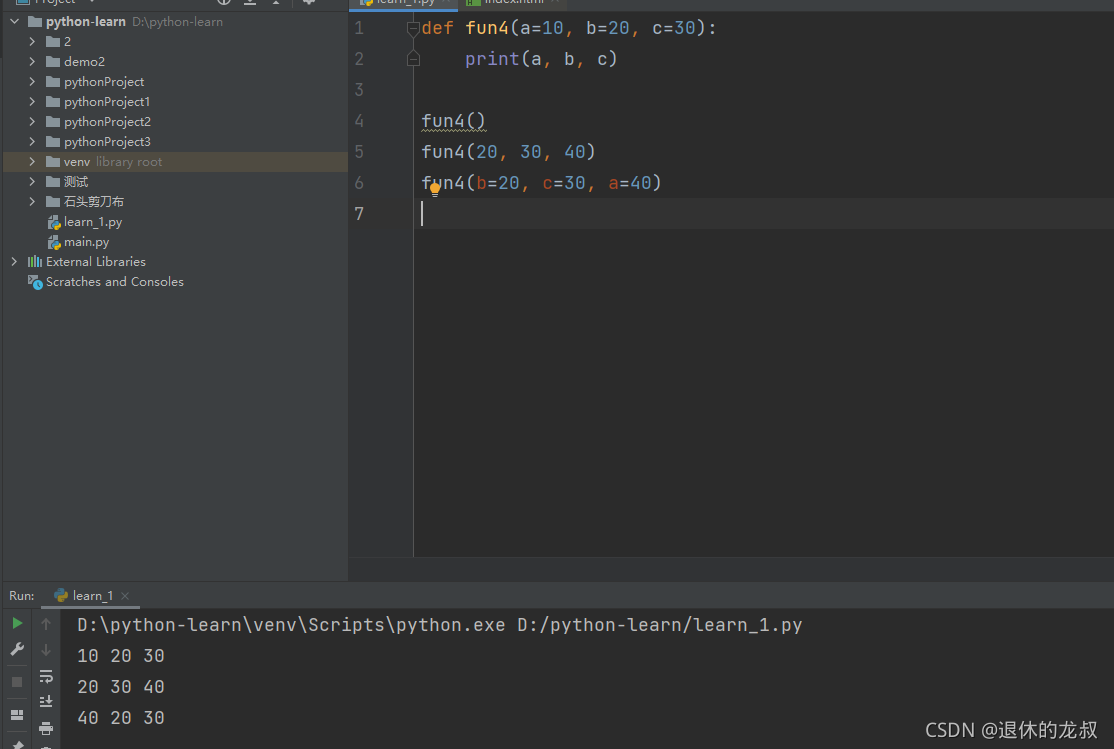 Project
python-learn D:\python-learn
2
demo2
pythonProject
pythonProject1
pythonProject2
pythonProject3
venv library root
测试
石头剪刀布
learn_1.py
main.py
External Libraries
Scratches and Consoles
learn_1.py index.html
1 def fun4(a=10, b=20, c=30):
2 print(a, b, c)
3
4 fun4()
5 fun4(20, 30, 40)
6 fun4(b=20, c=30, a=40)
7
Run: learn_1
D:\python-learn\venv\Scripts\python.exe D:/python-learn/learn_1.py
10 20 30
20 30 40
40 20 30
CSDN @退休的龙叔